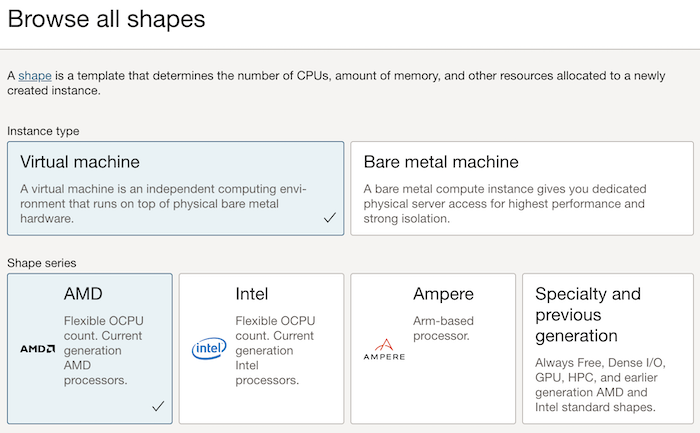 Browse all shapes
A shape is a template that determines the number of CPUs, amount of memory, and other resources allocated to a newly
created instance.
Instance type
Virtual machine
A virtual machine is an independent computing envi-
ronment that runs on top of physical bare metal
hardware.
Bare metal machine
A bare metal compute instance gives you dedicated
physical server access for highest performance and
strong isolation.
Shape series
AMD
AMD
Flexible OCPU
count. Current
generation
AMD
processors.
Intel
intel
Flexible OCPU
count. Current
generation
Intel
processors.
Ampere
AMPERE
Arm-based
processor.
Specialty and
previous
generation
Always Free, Dense I/O,
GPU, HPC, and earlier
generation AMD and
Intel standard shapes.